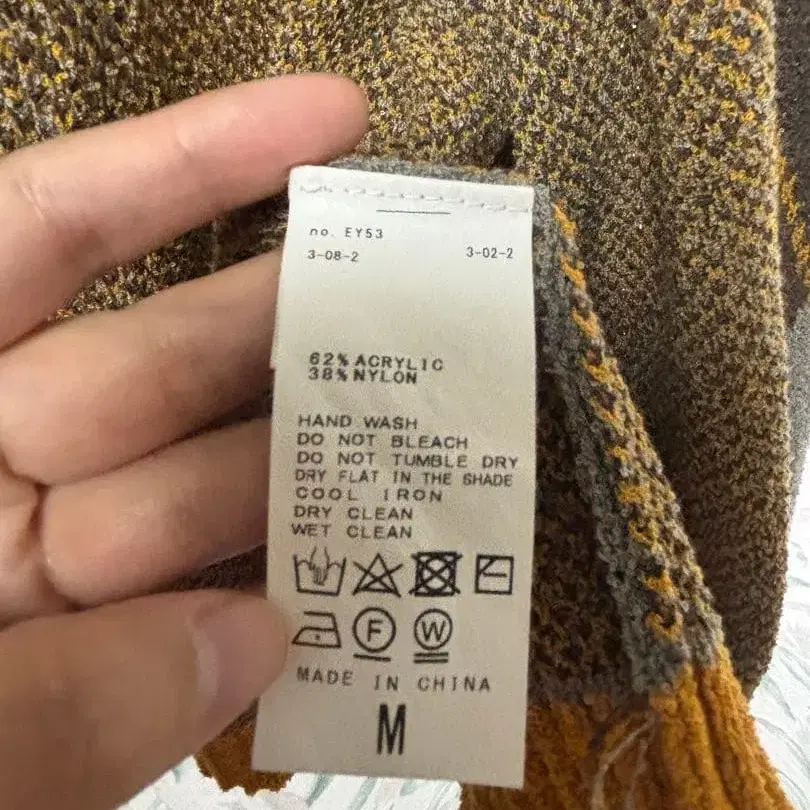 no. EY53
3-08-2 3-02-2
62% ACRYLIC
38% NYLON
HAND WASH
DO NOT BLEACH
DO NOT TUMBLE DRY
DRY FLAT IN THE SHADE
COOL IRON
DRY CLEAN
WET CLEAN
F W
MADE IN CHINA
M